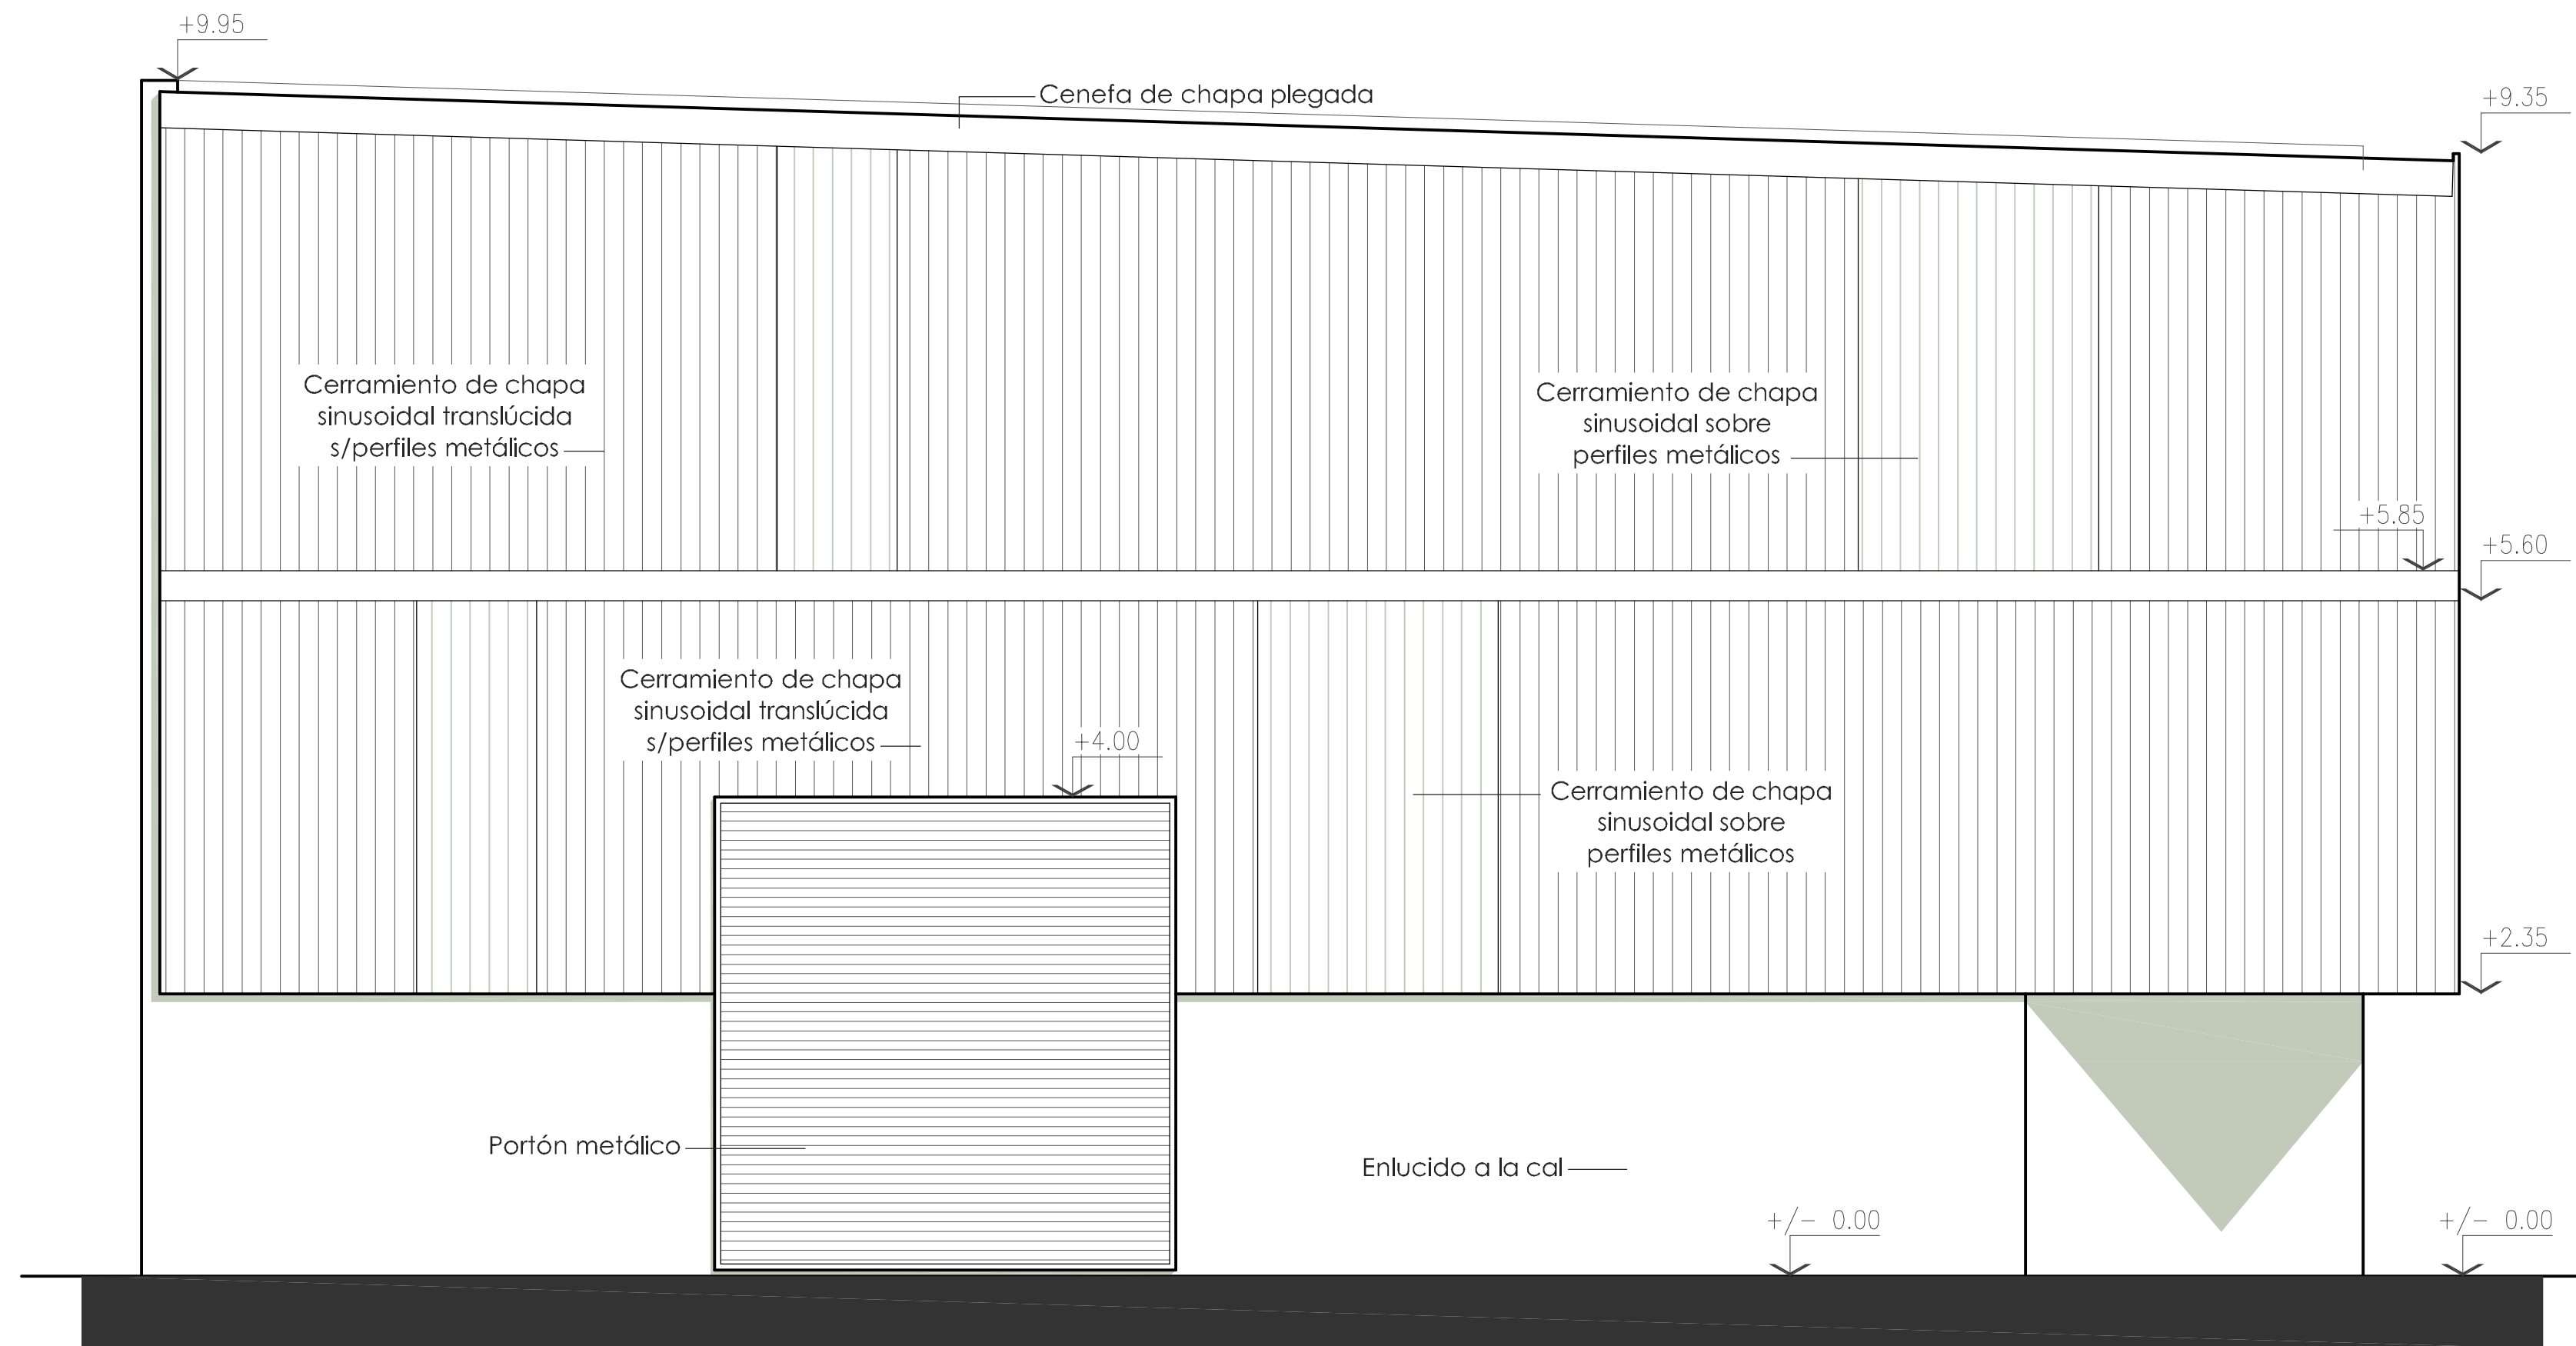 +9.95
Cenefa de chapa plegada
+9.35
Cerramiento de chapa
sinusoidal translúcida
s/perfiles metálicos
Cerramiento de chapa
sinusoidal sobre
perfiles metálicos
+5.85
+5.60
Cerramiento de chapa
sinusoidal translúcida
s/perfiles metálicos
+4.00
Cerramiento de chapa
sinusoidal sobre
perfiles metálicos
+2.35
Portón metálico
Enlucido a la cal
+/- 0.00
+/- 0.00